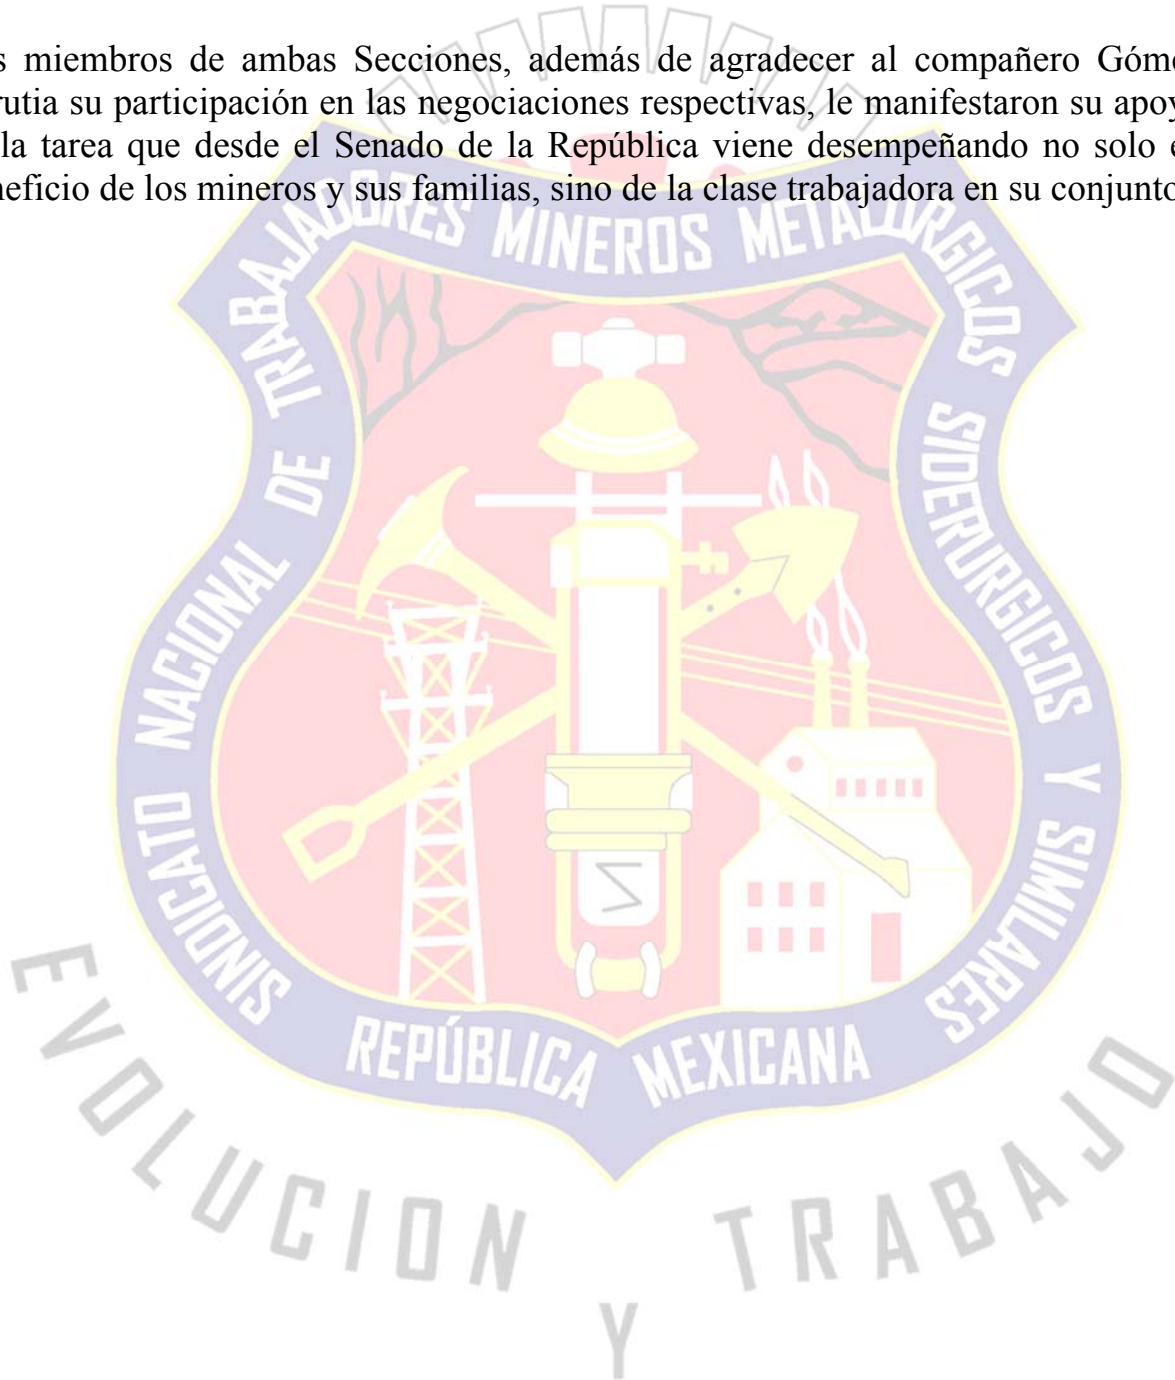 s miembros de ambas Secciones, además de agradecer al compañero Góme
rutia su participación en las negociaciones respectivas, le manifestaron su apoy
la tarea que desde el Senado de la República viene desempeñando no solo e
neficio de los mineros y sus familias, sino de la clase trabajadora en su conjunto
SINDICATO NACIONAL DE TRABAJADORES MINEROS METALÚRGICOS SIDERÚRGICOS Y SIMILARES
REPÚBLICA MEXICANA
EVOLUCION Y TRABAJO